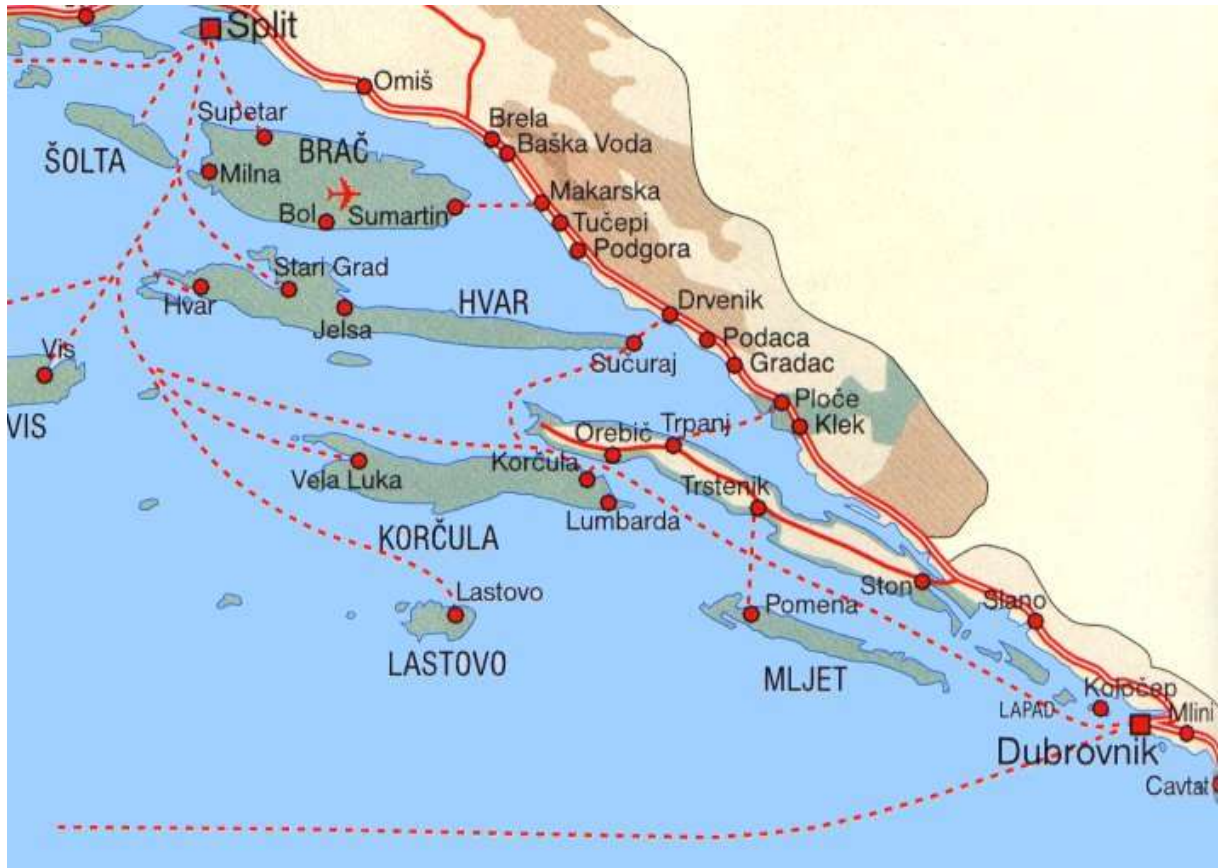 Split
Omiš
Supetar
Brela
BRAČ
Baška Voda
ŠOLTA
Milna
Makarska
Bol
Sumartin
Tučepi
Podgora
Stari Grad
HVAR
Hvar
Drvenik
Jelsa
Podaca
Sućuraj
Vis
Gradac
Ploče
VIS
Trpanj
Klek
Orebič
Korčula
Vela Luka
Trstenik
Lumbarda
KORČULA
Ston
Lastovo
Pomena
Slano
LASTOVO
MLJET
Koločep
LAPAD
Mlini
Dubrovnik
Cavtat